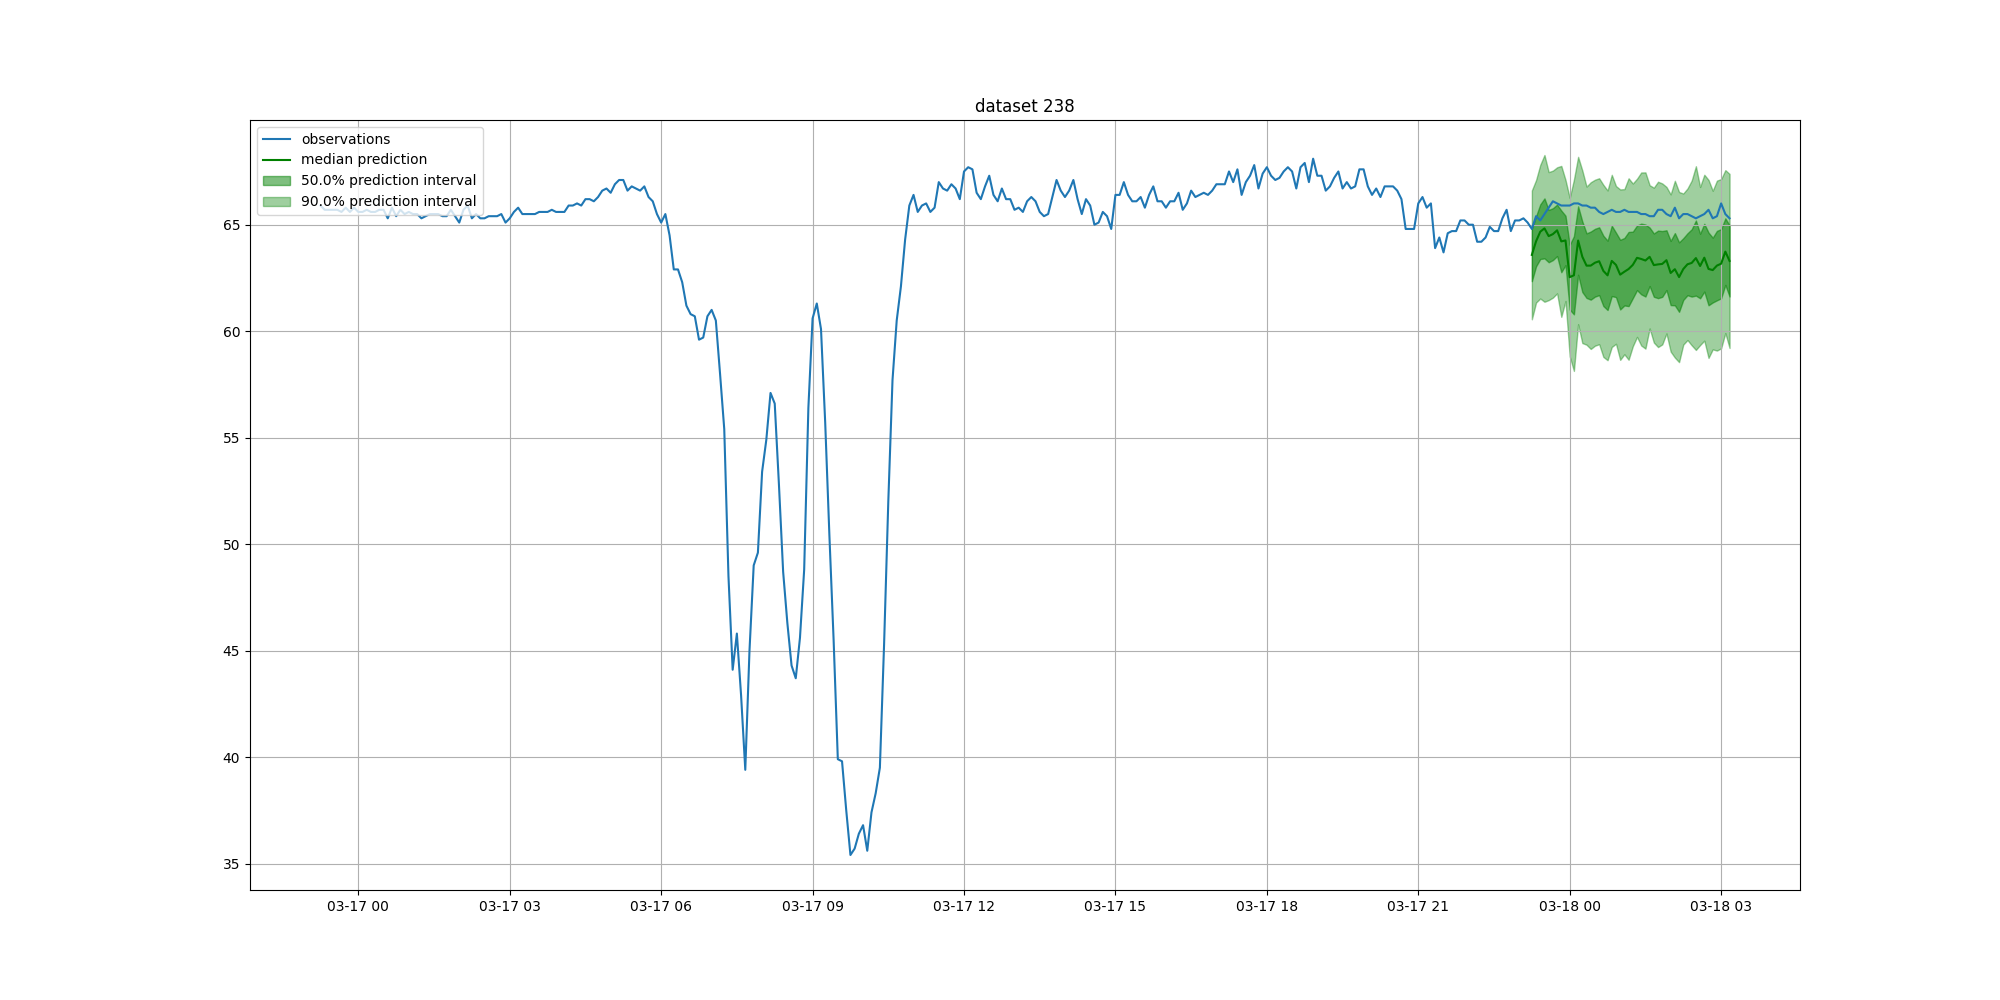 dataset 238
observations
median prediction
50.0% prediction interval
90.0% prediction interval
65
60
55
50
45
40
35
03-17 00 03-17 03 03-17 06 03-17 09 03-17 12 03-17 15 03-17 18 03-17 21 03-18 00 03-18 03